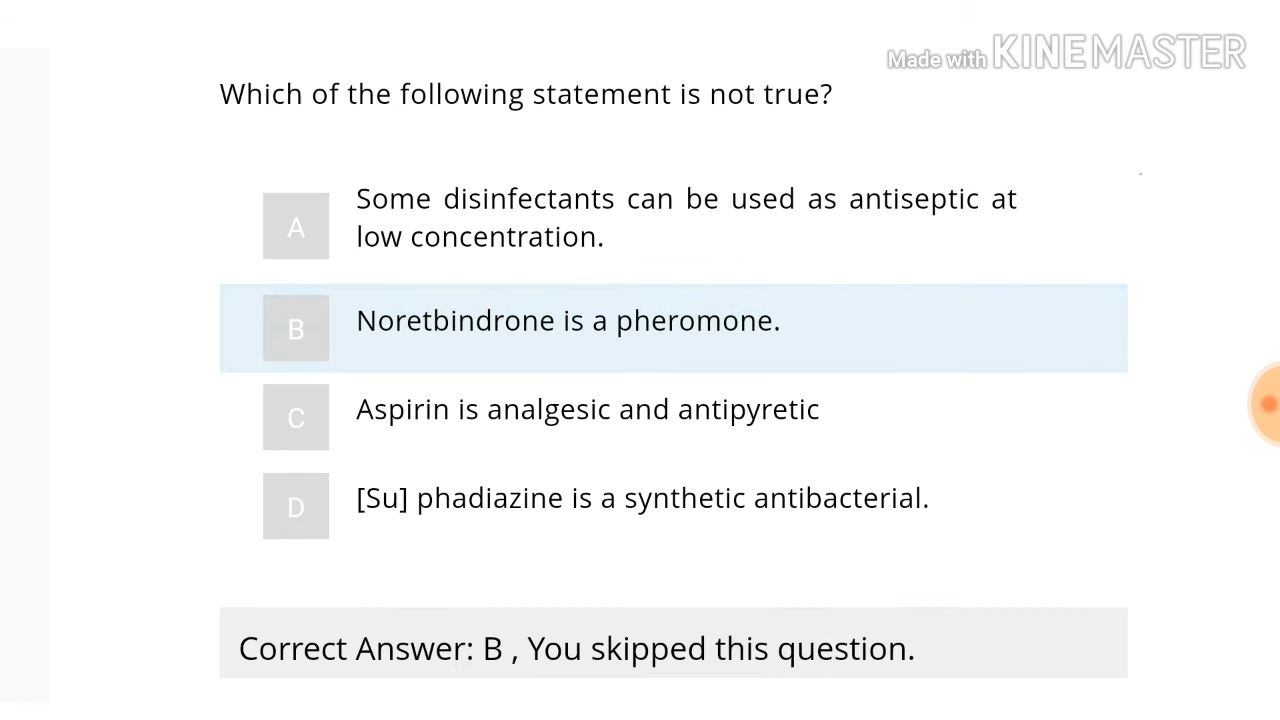 Made with KINEMASTER
Which of the following statement is not true?
A
Some disinfectants can be used as antiseptic at
low concentration.
B
Noretbindrone is a pheromone.
C
Aspirin is analgesic and antipyretic
D
[Su] phadiazine is a synthetic antibacterial.
Correct Answer: B , You skipped this question.